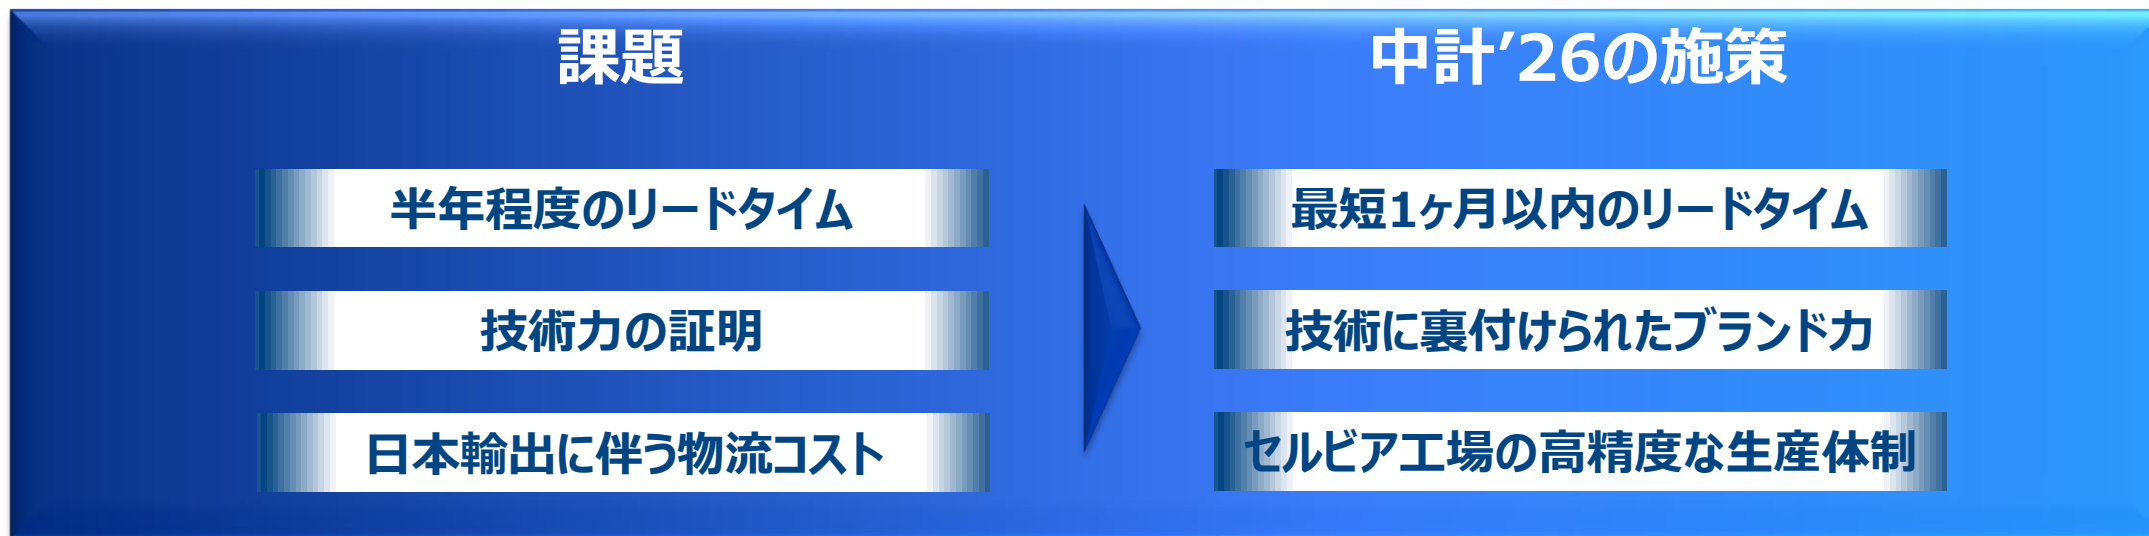 課題
半年程度のリードタイム
技術力の証明
日本輸出に伴う物流コスト
中計’26の施策
最短1ヶ月以内のリードタイム
技術に裏付けられたブランド力
セルビア工場の高精度な生産体制